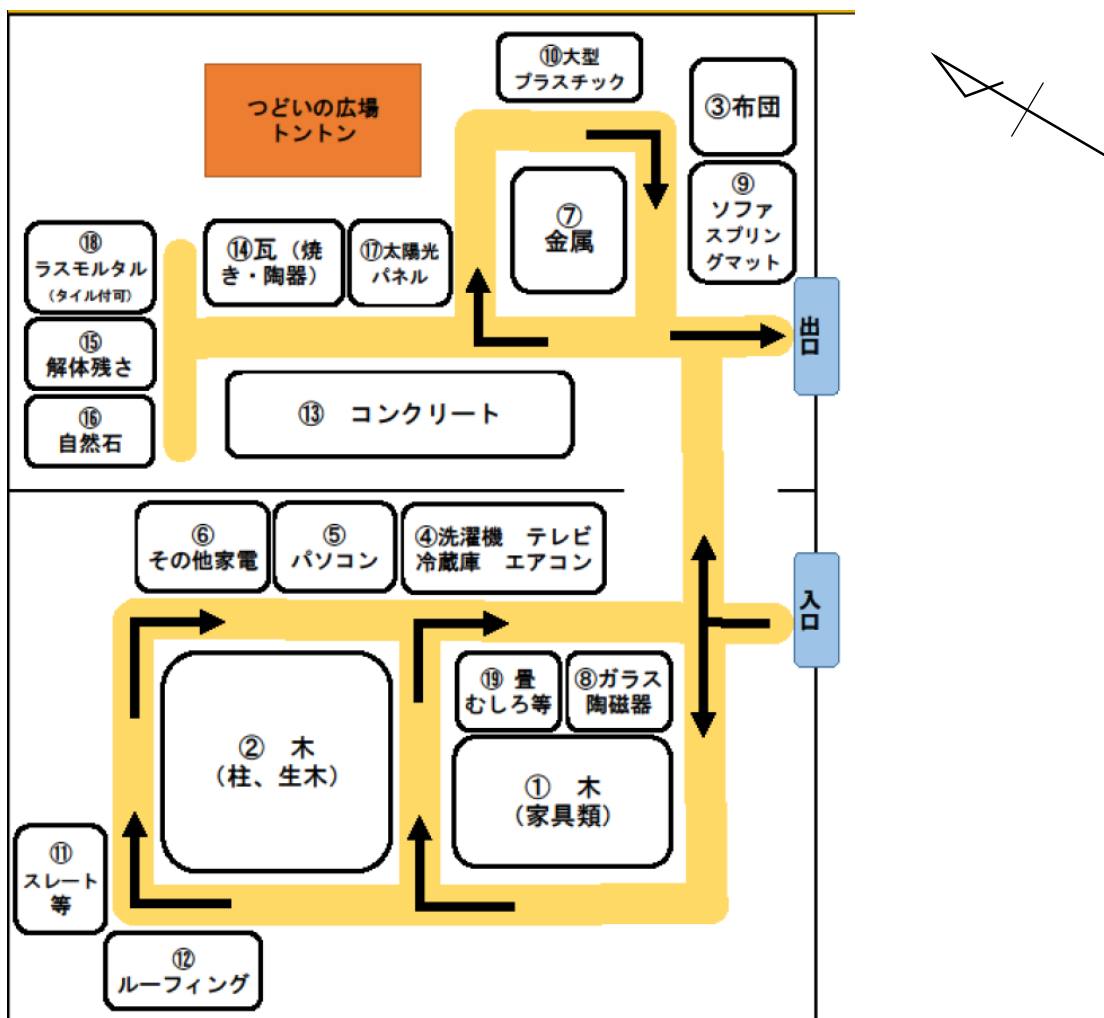 ⑩大型
プラスチック
つどいの広場
トントン
③布団
⑨
ソファ
スプリン
グマット
⑦
金属
⑱
ラスモルタル
(タイル付可)
⑭瓦(焼
き・陶器)
⑰太陽光
パネル
出口
⑮
解体残さ
⑯
自然石
⑬ コンクリート
⑥
その他家電
⑤
パソコン
④洗濯機 テレビ
冷蔵庫 エアコン
入口
⑲ 畳
むしろ等
⑧ガラス
陶磁器
② 木
(柱、生木)
① 木
(家具類)
⑪
スレート
等
⑫
ルーフィング